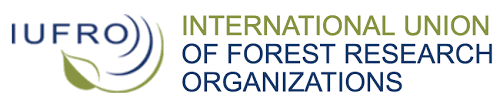 IUFRO
INTERNATIONAL UNION
OF FOREST RESEARCH
ORGANIZATIONS